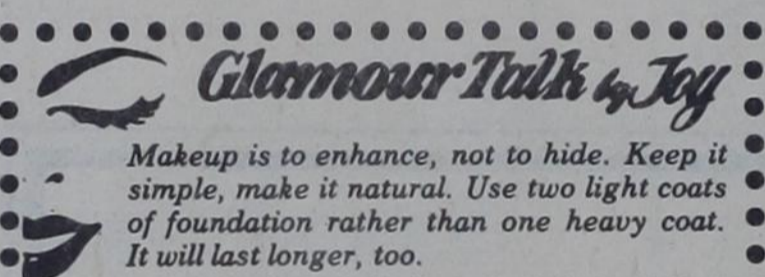 Glamour Talk by Joy
Makeup is to enhance, not to hide. Keep it
simple, make it natural. Use two light coats
of foundation rather than one heavy coat.
It will last longer, too.